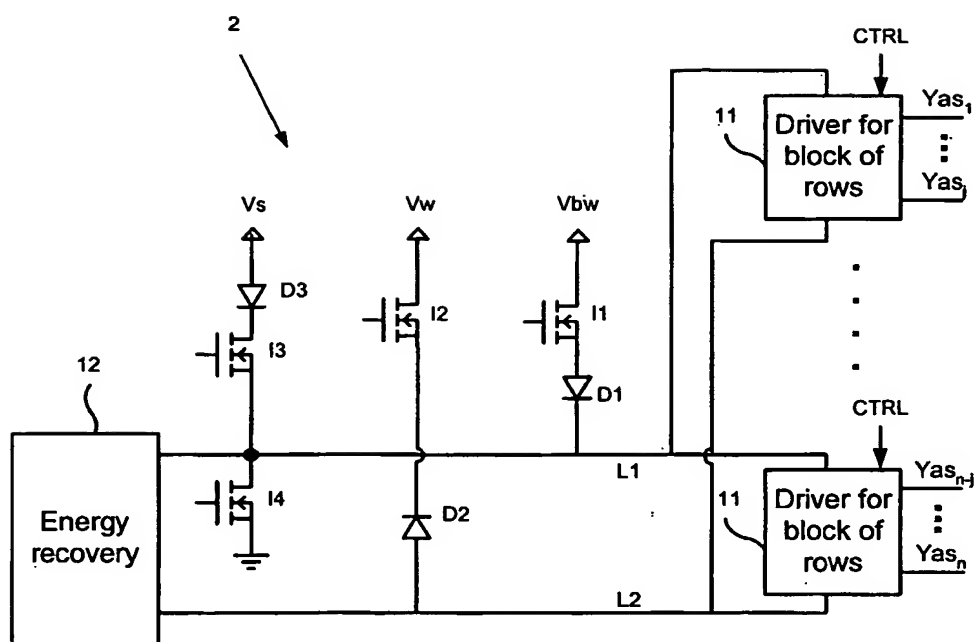 2
CTRL
11
Driver for
block of
rows
Yas1
Yasj
Vs
Vw
Vbw
D3
I3
I2
I1
D1
12
L1
CTRL
I4
D2
11
Driver for
block of
rows
Yasn-j
Yasn
Energy
recovery
L2